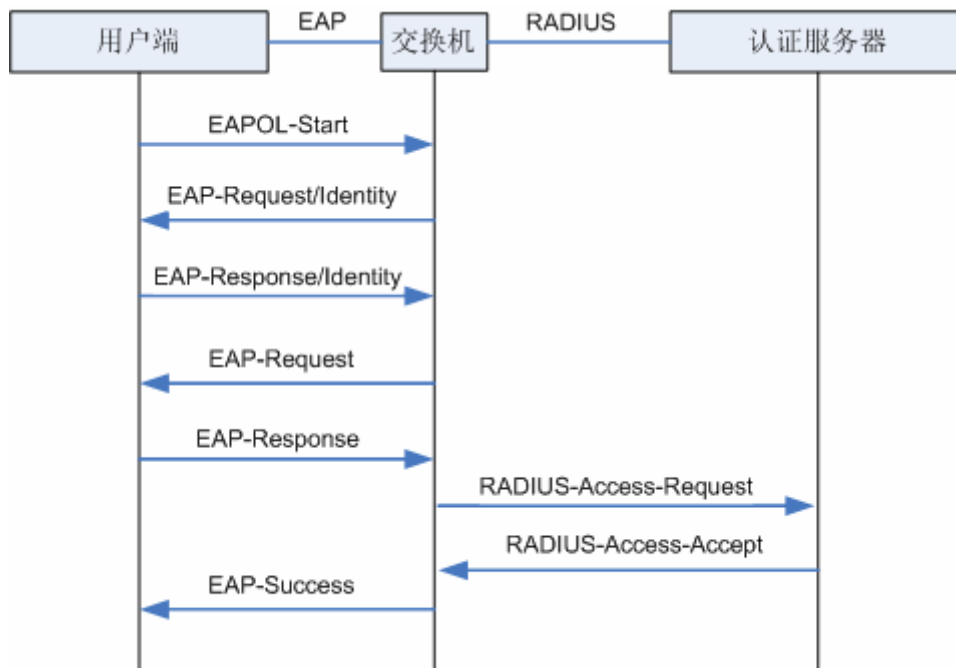 用户端
EAP
交换机
RADIUS
认证服务器
EAPOL-Start
EAP-Request/Identity
EAP-Response/Identity
EAP-Request
EAP-Response
RADIUS-Access-Request
RADIUS-Access-Accept
EAP-Success